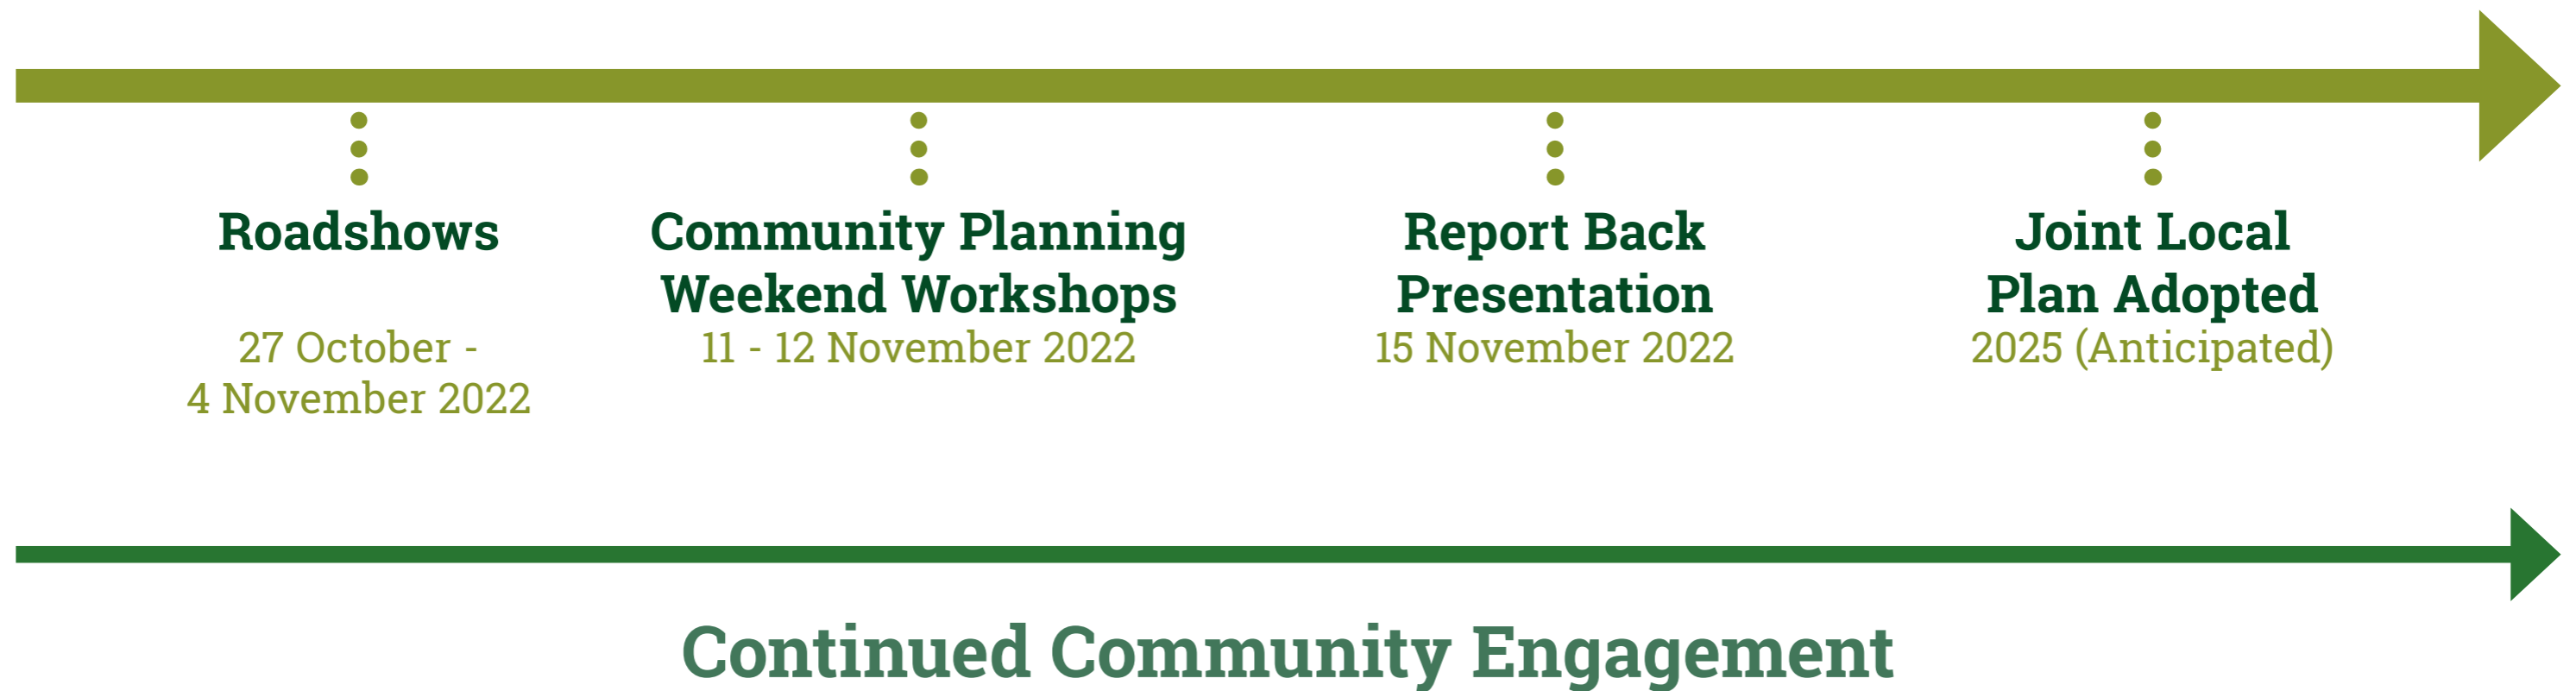 Roadshows
27 October -
4 November 2022
Community Planning
Weekend Workshops
11 - 12 November 2022
Report Back
Presentation
15 November 2022
Joint Local
Plan Adopted
2025 (Anticipated)
Continued Community Engagement